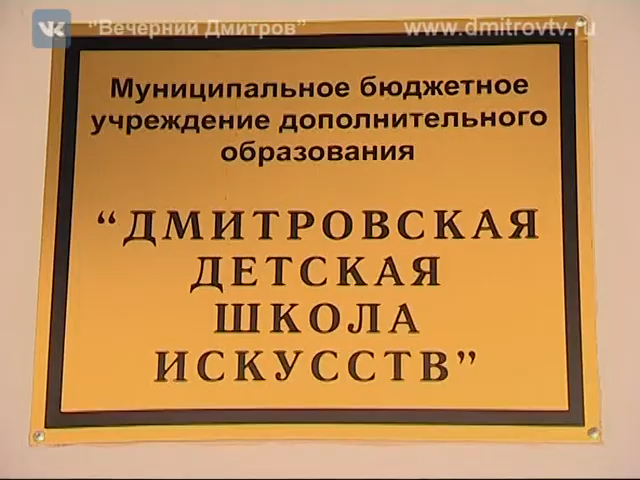 "Вечерний Дмитров"
www.dmitrovtv.ru
Муниципальное бюджетное
учреждение дополнительного
образования
“ДМИТРОВСКАЯ
ДЕТСКАЯ
ШКОЛА
ИСКУССТВ”